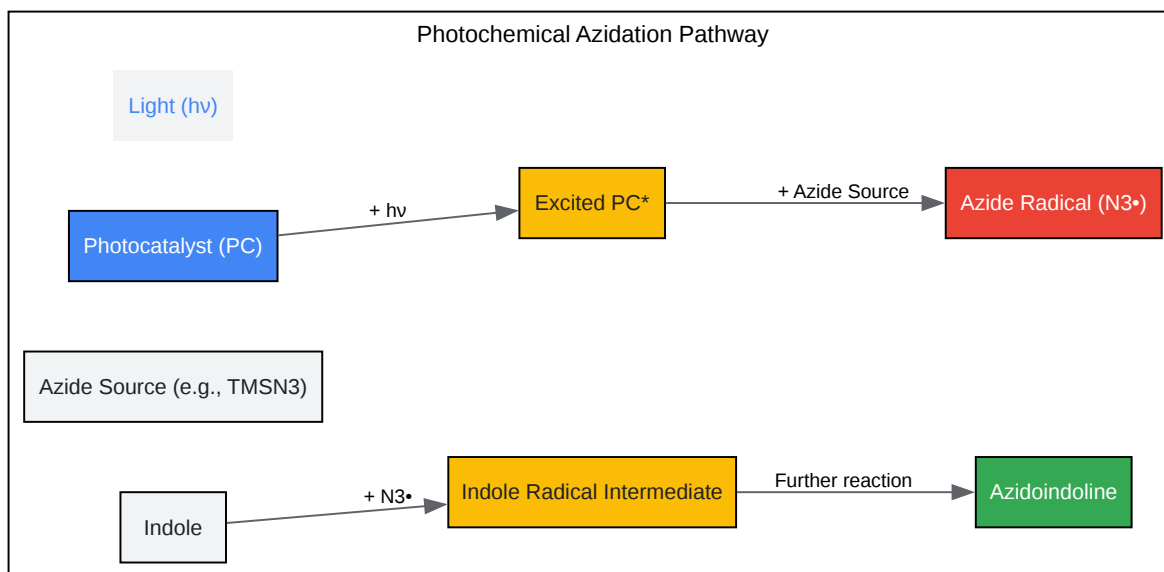 Photochemical Azidation Pathway
Light (hν)
Photocatalyst (PC)
+ hν
Excited PC*
+ Azide Source
Azide Radical (N3•)
Azide Source (e.g., TMSN3)
Indole
+ N3•
Indole Radical Intermediate
Further reaction
Azidoindoline